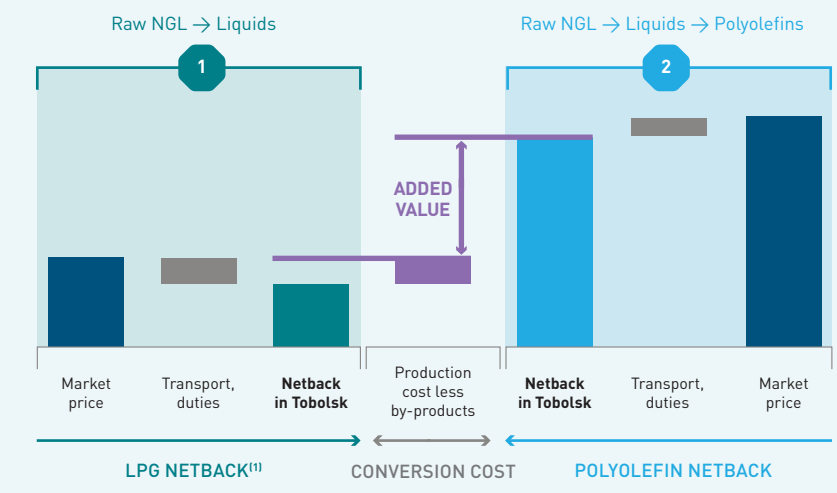 Raw NGL → Liquids
Raw NGL → Liquids → Polyolefins
1
2
ADDED
VALUE
Market
price
Transport,
duties
Netback
in Tobolsk
Production
cost less
by-products
Netback
in Tobolsk
Transport,
duties
Market
price
LPG NETBACK⁽¹⁾
CONVERSION COST
POLYOLEFIN NETBACK